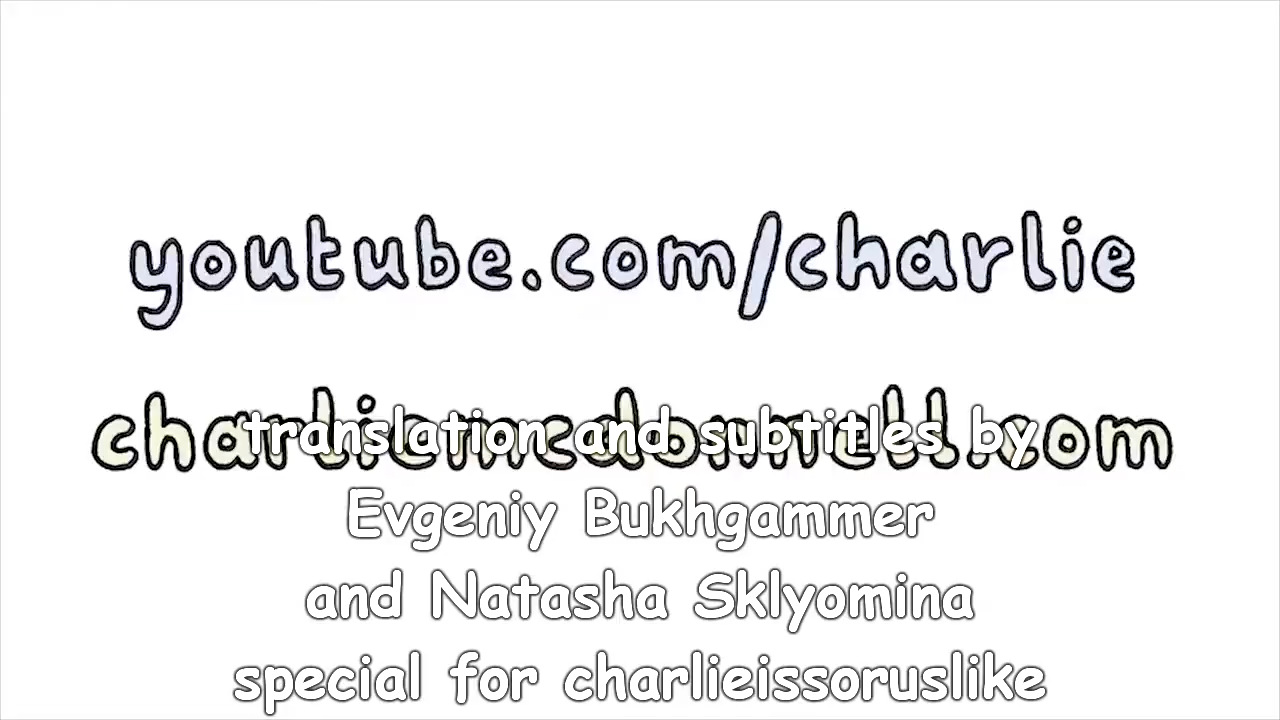 youtube.com/charlie
charliemcdonnell.com
translation and subtitles by
Evgeniy Bukhgammer
and Natasha Sklyomina
special for charlieissoruslike